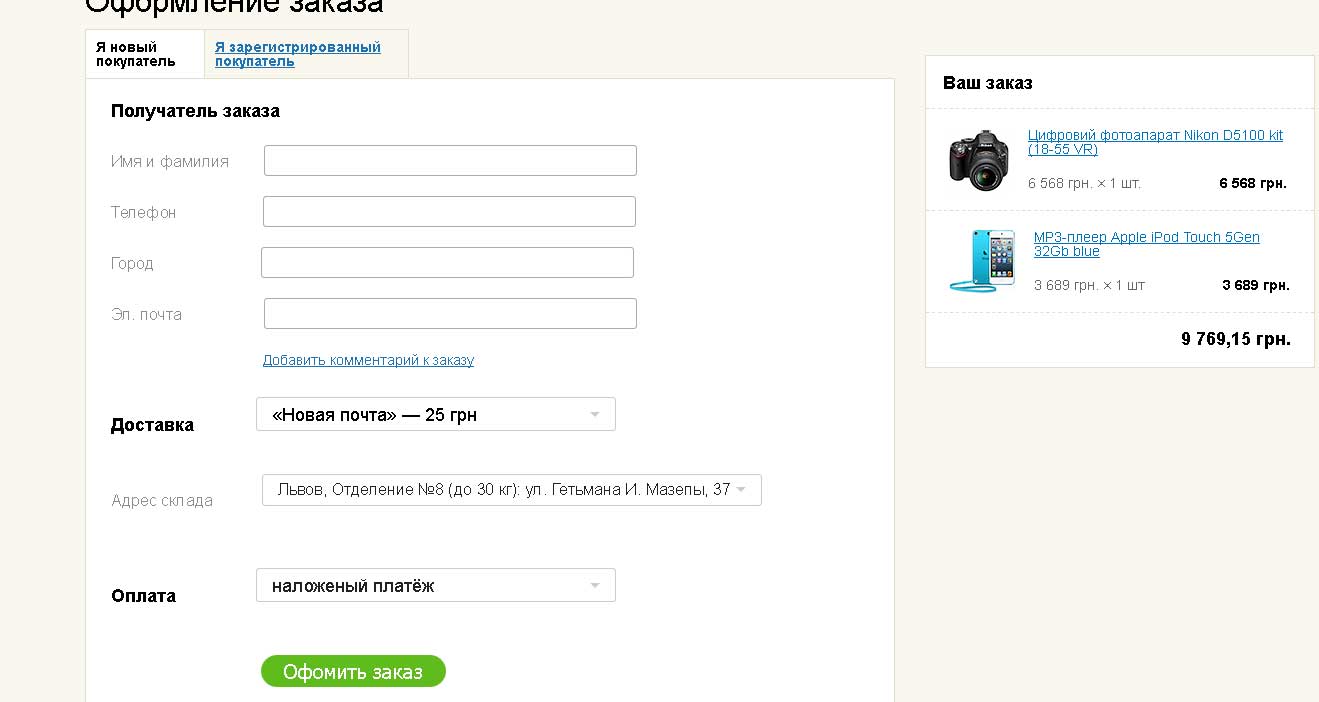 Оформление заказа
Я новый
покупатель
Я зарегистрированный
покупатель
Получатель заказа
Имя и фамилия
Телефон
Город
Эл. почта
Добавить комментарий к заказу
Доставка
«Новая почта» — 25 грн
Адрес склада
Львов, Отделение №8 (до 30 кг): ул. Гетьмана И. Мазепы, 37
Оплата
наложеный платёж
Офомить заказ
Ваш заказ
Цифровий фотоапарат Nikon D5100 kit
(18-55 VR)
6 568 грн. × 1 шт.
6 568 грн.
МР3-плеер Apple iPod Touch 5Gen
32Gb blue
3 689 грн. × 1 шт
3 689 грн.
9 769,15 грн.